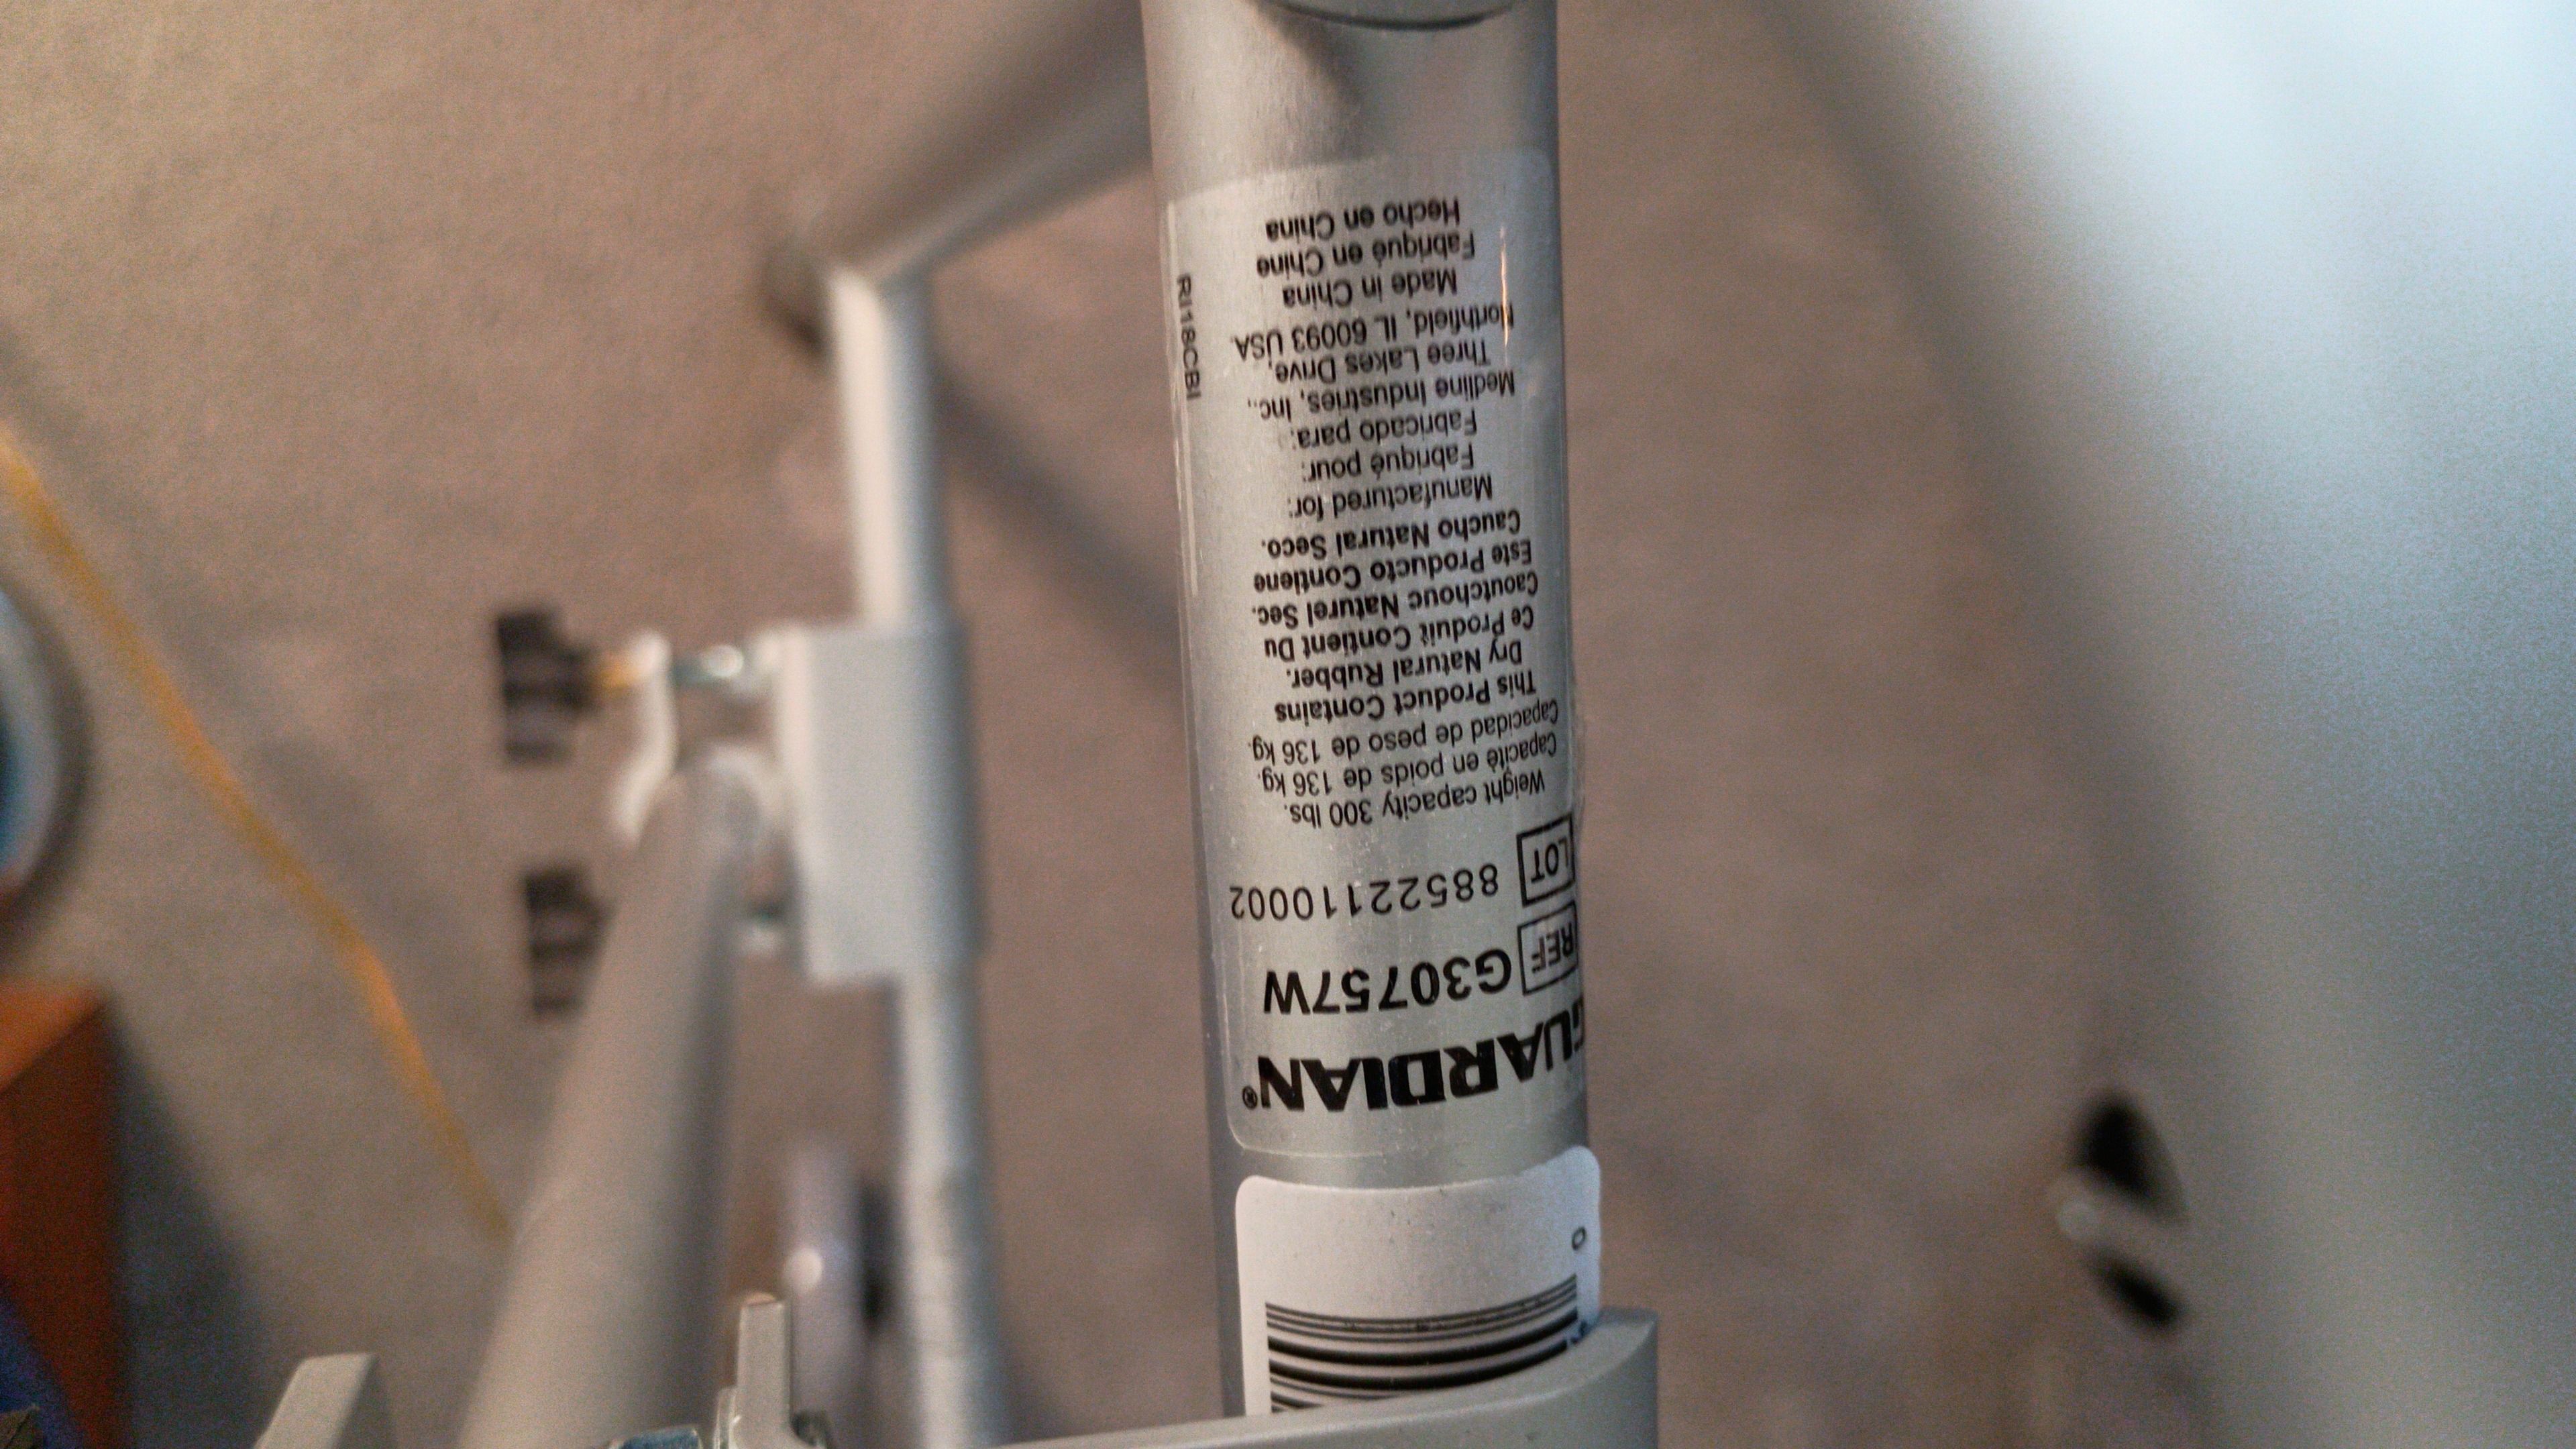 GUARDIAN®
REF G30757W
LOT 88522110002
Weight capacity 300 lbs.
Capacité en poids de 136 kg.
Capacidad de peso de 136 kg.
This Product Contains
Dry Natural Rubber.
Ce Produit Contient Du
Caoutchouc Naturel Sec.
Este Producto Contiene
Caucho Natural Seco.
Manufactured for:
Fabriqué pour:
Fabricado para:
Medline Industries, Inc.,
Three Lakes Drive,
Northfield, IL 60093 USA
Made in China
Fabriqué en Chine
Hecho en China
RI18CBI
0